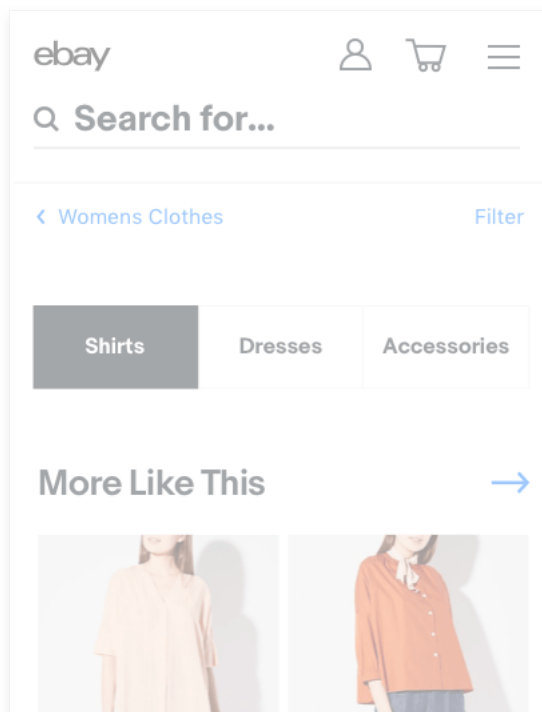 ebay
Search for...
Womens Clothes
Filter
Shirts
Dresses
Accessories
More Like This